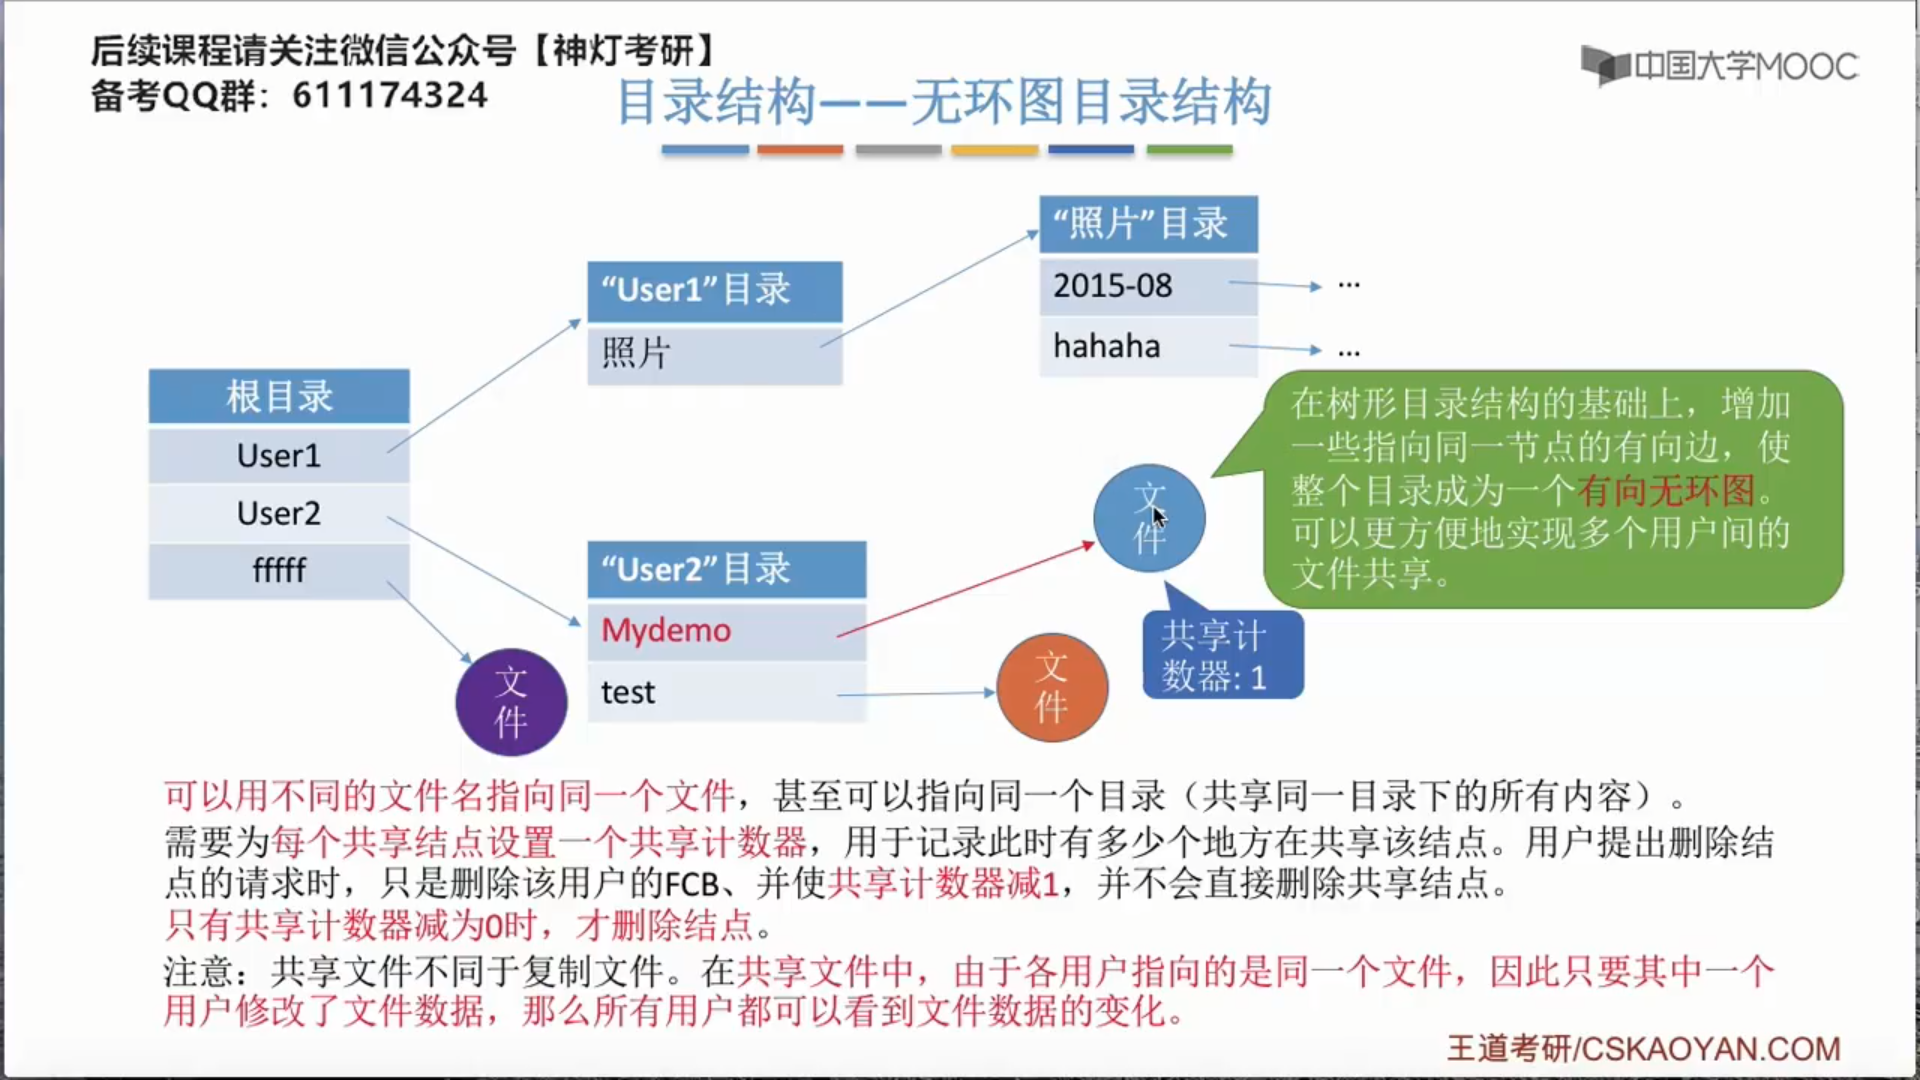 后续课程请关注微信公众号【神灯考研】
备考QQ群：611174324
中国大学MOOC
目录结构——无环图目录结构
“照片”目录
2015-08
...
hahaha
...
“User1”目录
照片
根目录
User1
User2
fffff
文
件
“User2”目录
Mydemo
test
文
件
文
件
共享计
数器: 1
在树形目录结构的基础上，增加
一些指向同一节点的有向边，使
整个目录成为一个有向无环图。
可以更方便地实现多个用户间的
文件共享。
可以用不同的文件名指向同一个文件，甚至可以指向同一个目录（共享同一目录下的所有内容）。
需要为每个共享结点设置一个共享计数器，用于记录此时有多少个地方在共享该结点。用户提出删除结
点的请求时，只是删除该用户的FCB、并使共享计数器减1，并不会直接删除共享结点。
只有共享计数器减为0时，才删除结点。
注意：共享文件不同于复制文件。在共享文件中，由于各用户指向的是同一个文件，因此只要其中一个
用户修改了文件数据，那么所有用户都可以看到文件数据的变化。
王道考研/CSKAOYAN.COM